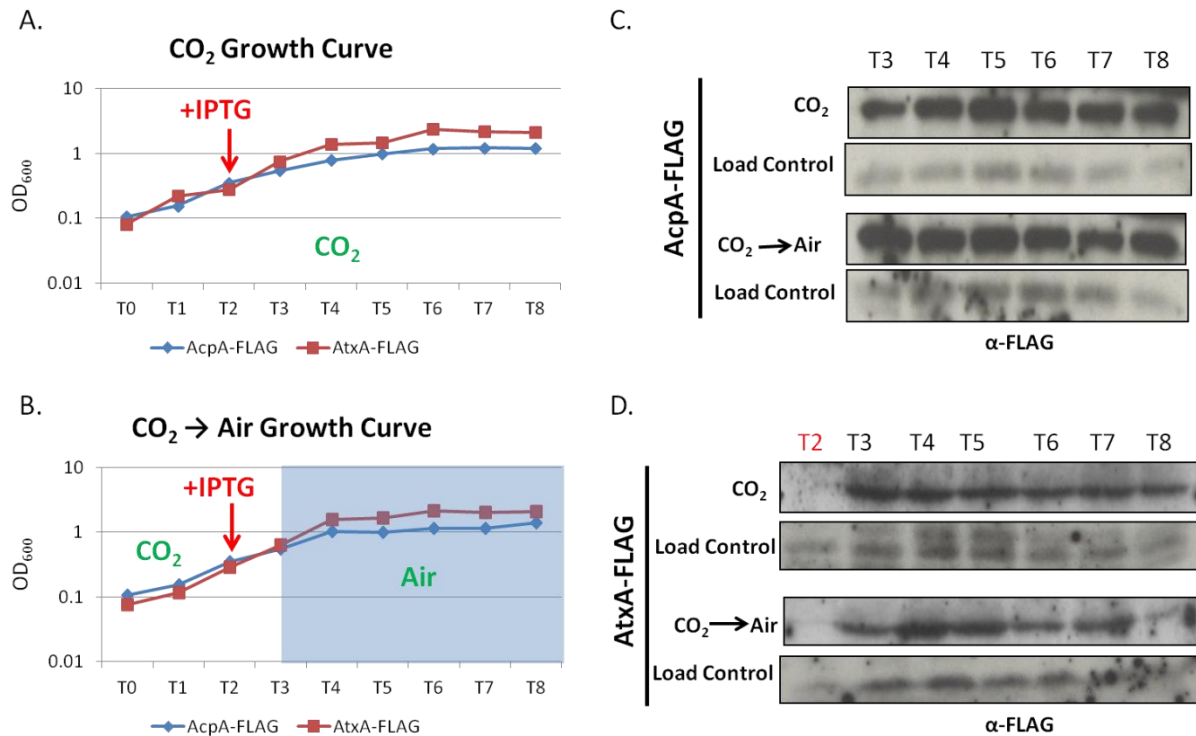 A.
CO₂ Growth Curve
+IPTG
OD₆₀₀
10
1
0.1
0.01
CO₂
T0 T1 T2 T3 T4 T5 T6 T7 T8
AcpA-FLAG AtxA-FLAG
B.
CO₂ → Air Growth Curve
+IPTG
OD₆₀₀
10
1
0.1
0.01
CO₂
Air
T0 T1 T2 T3 T4 T5 T6 T7 T8
AcpA-FLAG AtxA-FLAG
C.
T3 T4 T5 T6 T7 T8
AcpA-FLAG
CO₂
Load Control
CO₂ → Air
Load Control
α-FLAG
D.
T2 T3 T4 T5 T6 T7 T8
AtxA-FLAG
CO₂
Load Control
CO₂ → Air
Load Control
α-FLAG